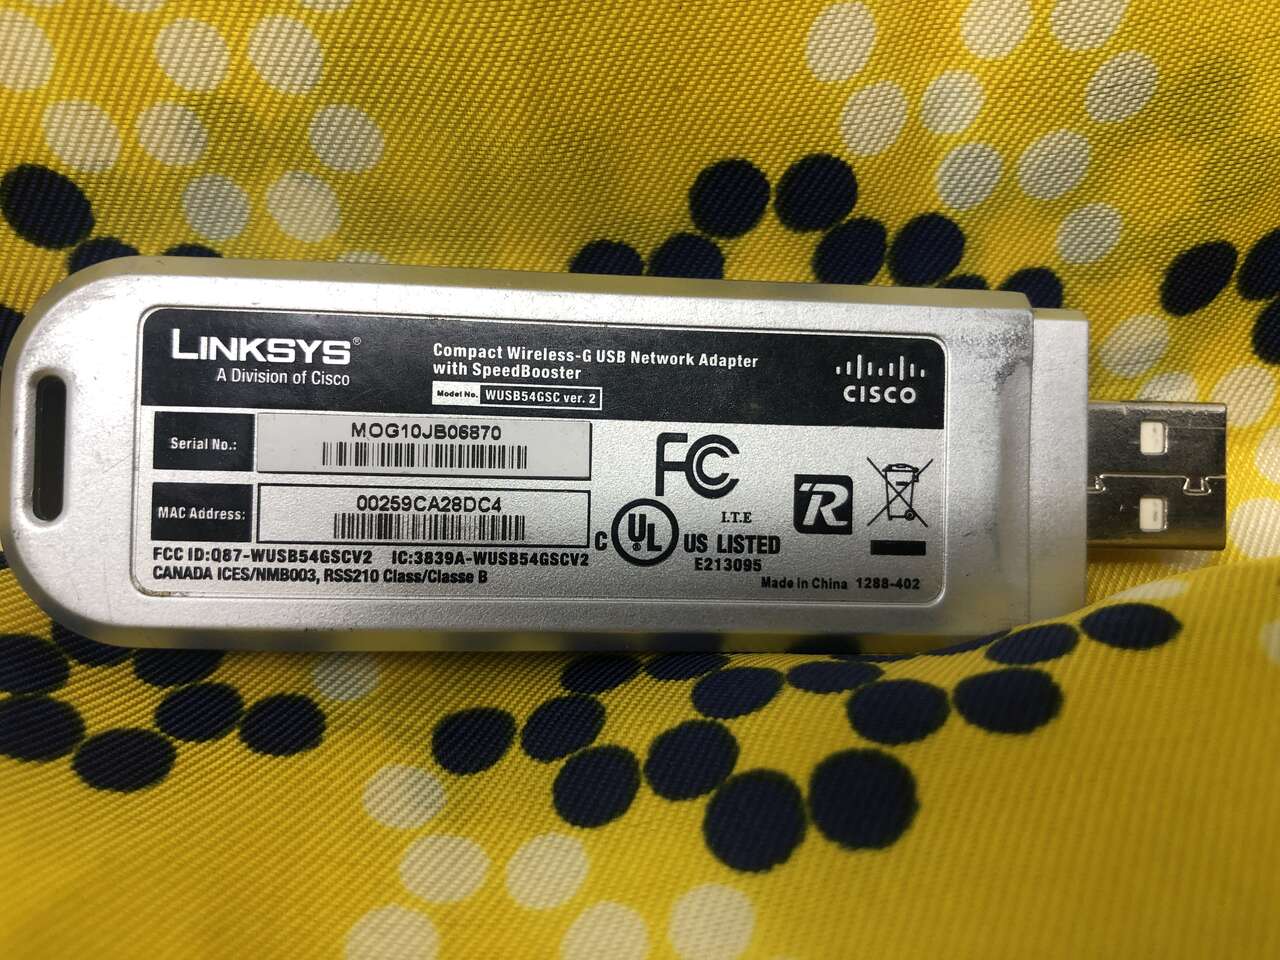 LINKSYS®
A Division of Cisco
Compact Wireless-G USB Network Adapter
with SpeedBooster
Model No. WUSB54GSC ver. 2
CISCO
Serial No.:
MOG10JB06870
MAC Address:
00259CA28DC4
FCC ID:Q87-WUSB54GSCV2 IC:3839A-WUSB54GSCV2
CANADA ICES/NMB003, RSS210 Class/Classe B
FC
I.T.E
C UL® US LISTED
E213095
R
Made in China 1288-402